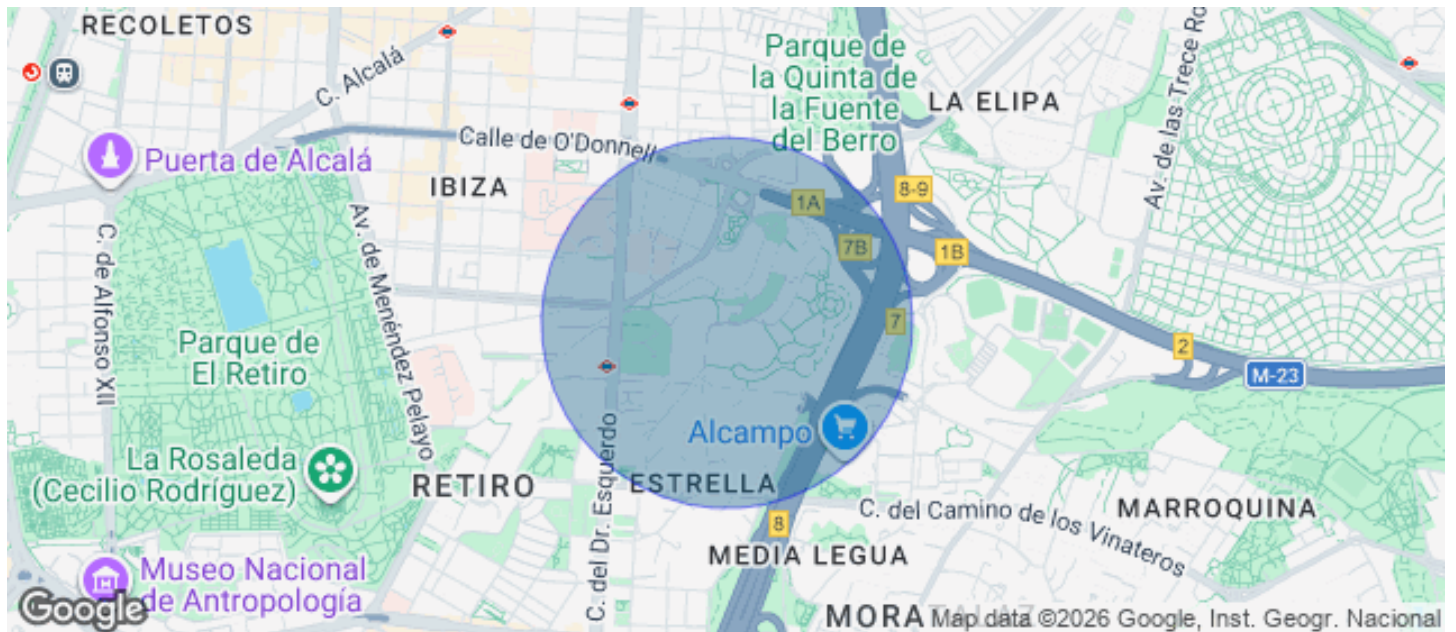 RECOLETOS
C. Alcalá
Parque de
la Quinta de
la Fuente
del Berro
LA ELIPA
Av. de las Trece Ro
Calle de O'Donnell
Puerta de Alcalá
IBIZA
1A
8-9
7B
1B
C. de Alfonso XII
Av. de Menéndez Pelayo
7
2
Parque de
El Retiro
M-23
Alcampo
La Rosaleda
(Cecilio Rodríguez)
RETIRO
C. del Dr. Esquerdo
ESTRELLA
8
C. del Camino de los Vinateros
MARROQUINA
MEDIA LEGUA
Museo Nacional
de Antropología
Google
MORA
Map data ©2026 Google, Inst. Geogr. Nacional